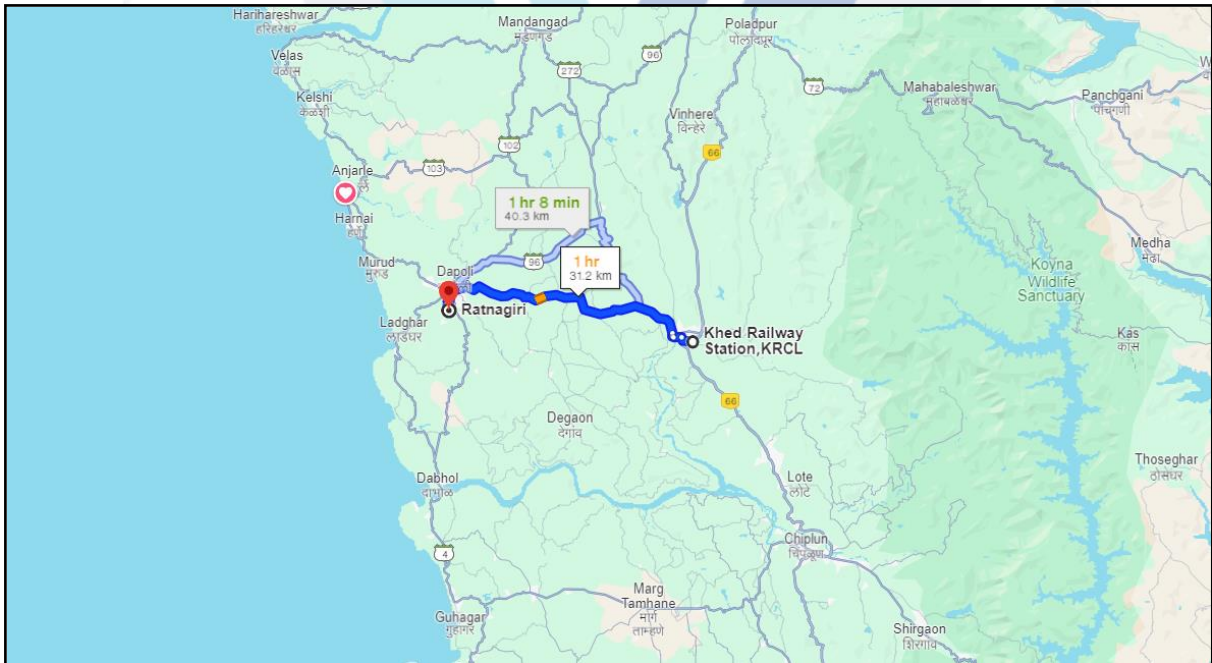 Harihareshwar
हरिहरेश्वर
Mandangad
मंडणगड
Poladpur
पोलादपूर
Velas
वेळास
96
272
72
Mahabaleshwar
महाबळेश्वर
Panchgani
पाचगणी
Kelshi
केळशी
Vinhere
विन्हेरे
102
66
Anjarle
103
1 hr 8 min
40.3 km
Harnai
हर्णे
Murud
मुरुड
Dapoli
96
1 hr
31.2 km
Medha
मेढा
Koyna
Wildlife
Sanctuary
Ratnagiri
Ladghar
लाडघर
Khed Railway
Station,KRCL
Kas
कास
66
Degaon
देगाव
Dabhol
दाभोळ
Lote
लोटे
Thoseghar
ठोसेघर
4
Chiplun
चिपळूण
Marg
Tamhane
मार्ग
ताम्हणे
Guhagar
गुहागर
Shirgaon
शिरगाव